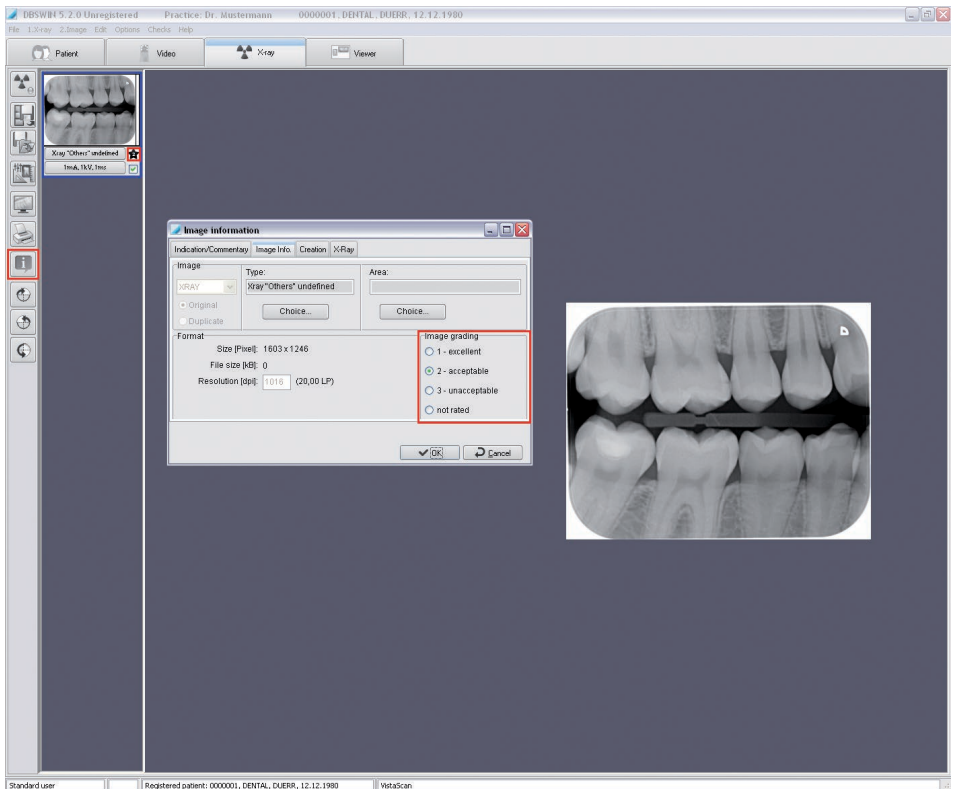 DBSWIN 5.2.0 Unregistered Practice: Dr. Mustermann 0000001, DENTAL, DUERR, 12.12.1980
File 1.X-ray 2.Image Edit Options Checks Help
Patient Video X-ray Viewer
Xray "Others" undefined
1mA, 1kV, 1ms
Image information
Indication/Commentary Image Info. Creation X-Ray
Image
Type:
Area:
XRAY
Xray "Others" undefined
Original
Duplicate
Choice...
Choice...
Format
Size [Pixel]: 1603 x 1246
File size [kB]: 0
Resolution [dpi]: 1016 (20,00 LP)
Image grading
1 - excellent
2 - acceptable
3 - unacceptable
not rated
OK Cancel
Standard user Registered patient: 0000001, DENTAL, DUERR, 12.12.1980 VistaScan